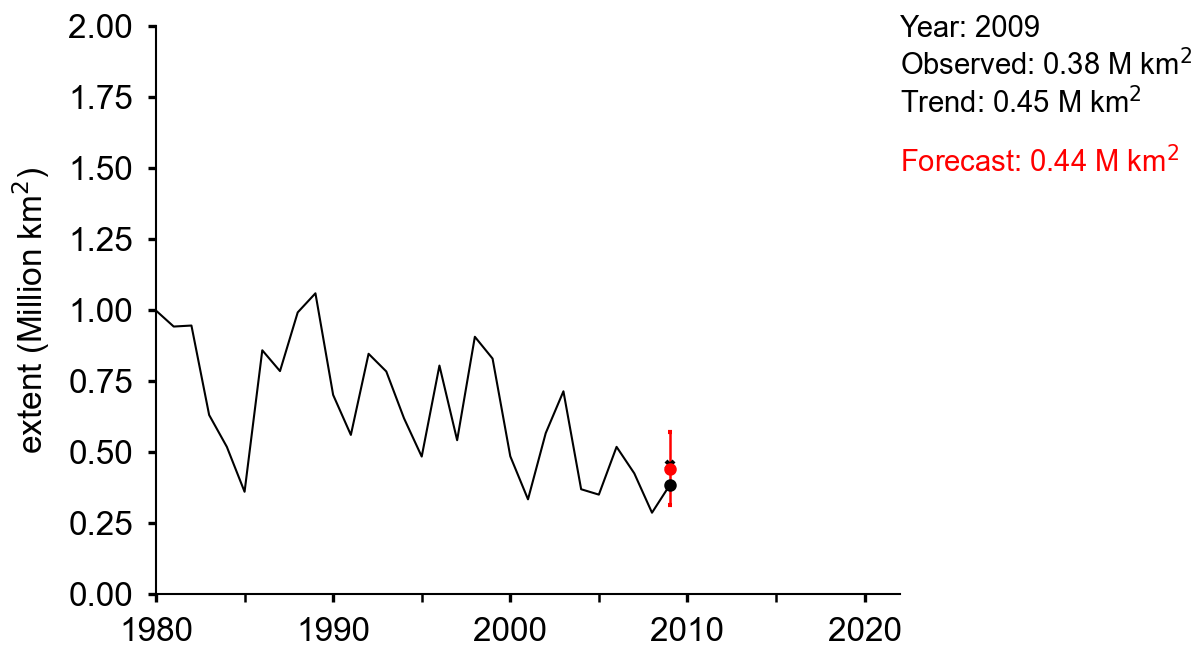 2.00
1.75
1.50
1.25
1.00
0.75
0.50
0.25
0.00
extent (Million km²)
1980 1990 2000 2010 2020
Year: 2009
Observed: 0.38 M km²
Trend: 0.45 M km²
Forecast: 0.44 M km²